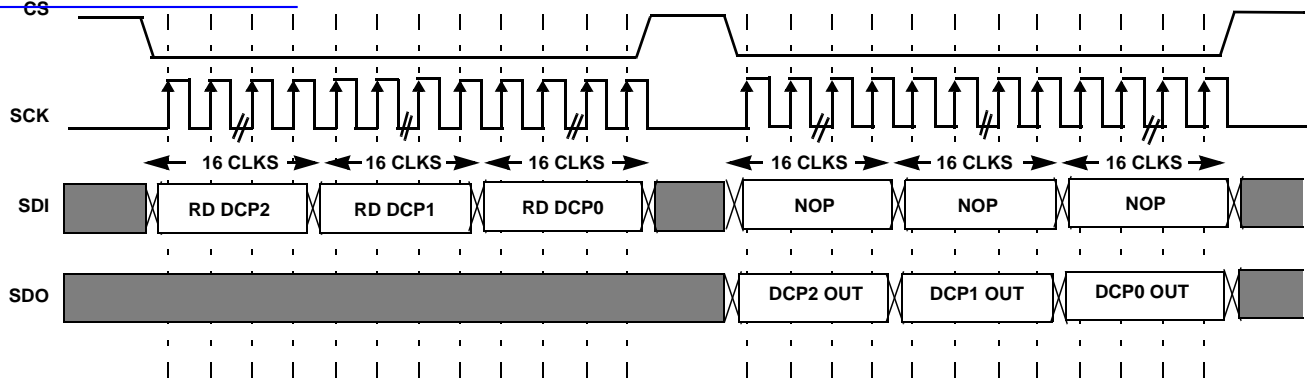 CS
SCK
16 CLKS 16 CLKS 16 CLKS 16 CLKS 16 CLKS 16 CLKS
SDI RD DCP2 RD DCP1 RD DCP0 NOP NOP NOP
SDO DCP2 OUT DCP1 OUT DCP0 OUT